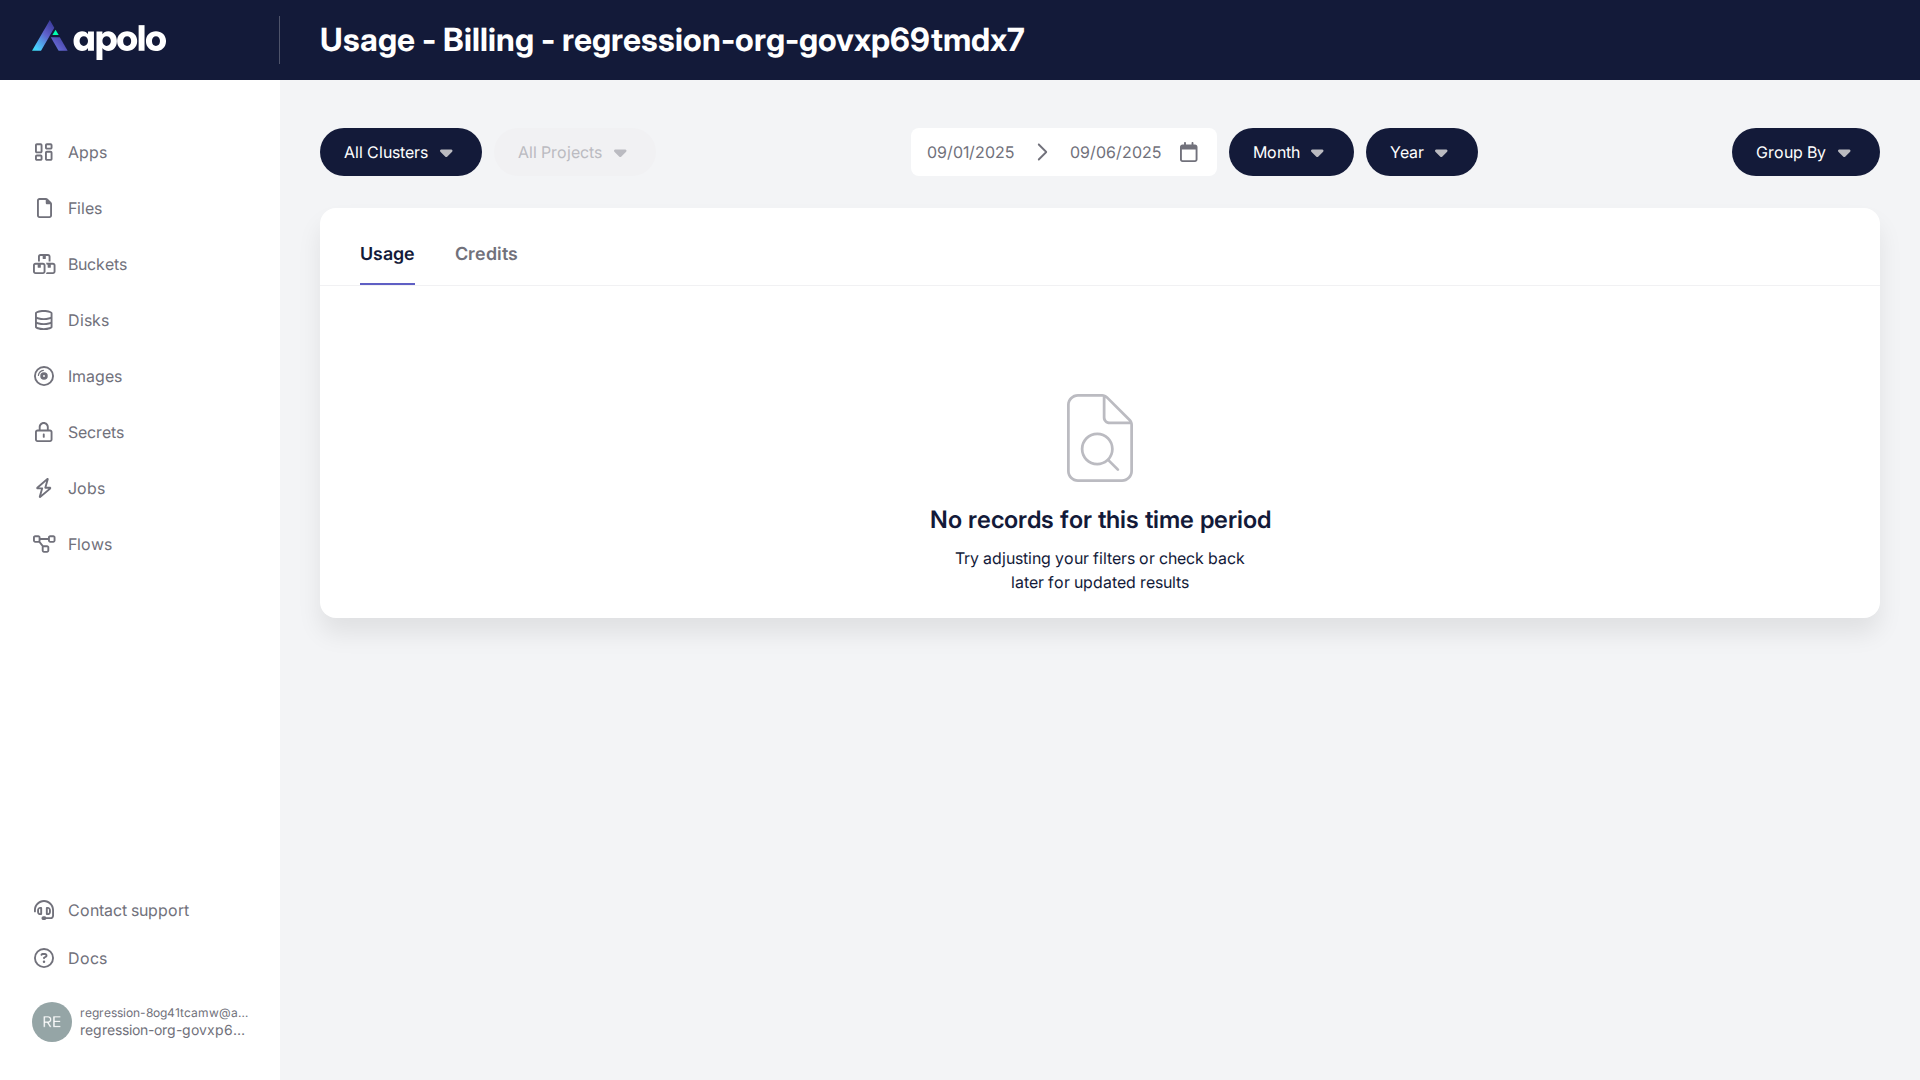 apolo
Usage - Billing - regression-org-govxp69tmdx7
Apps
Files
Buckets
Disks
Images
Secrets
Jobs
Flows
Contact support
Docs
RE
regression-8og41tcamw@a...
regression-org-govxp6...
All Clusters
All Projects
09/01/2025
09/06/2025
Month
Year
Group By
Usage
Credits
No records for this time period
Try adjusting your filters or check back
later for updated results